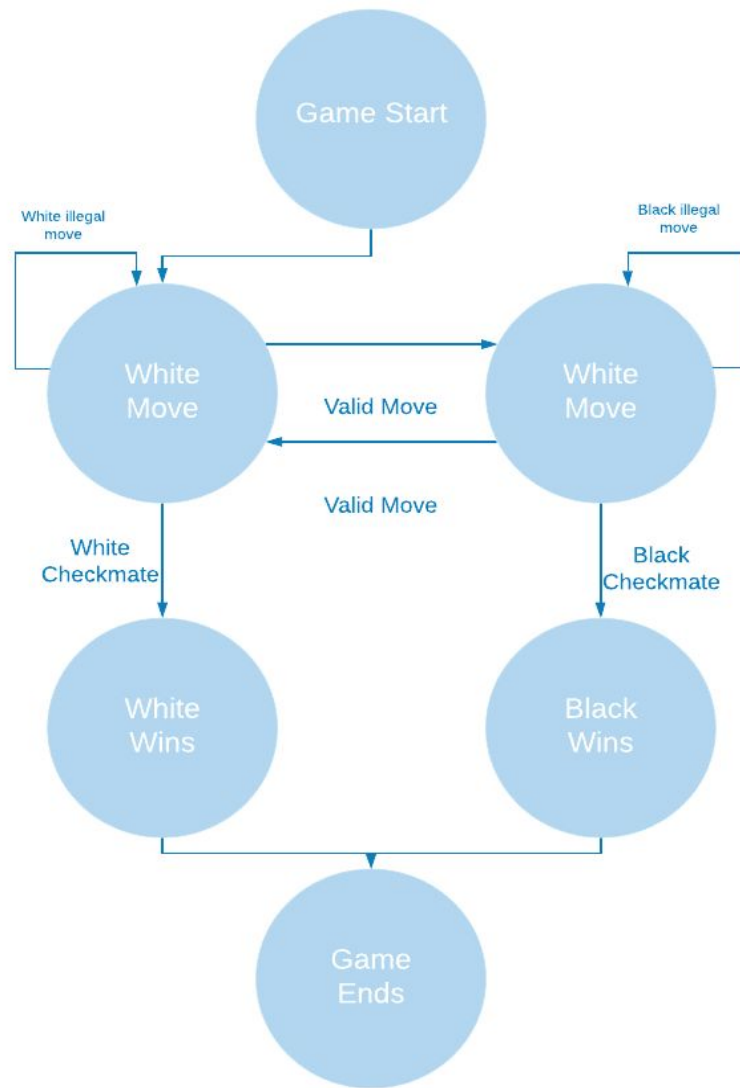 Game Start
White illegal
move
Black illegal
move
White
Move
White
Move
Valid Move
Valid Move
White
Checkmate
Black
Checkmate
White
Wins
Black
Wins
Game
Ends